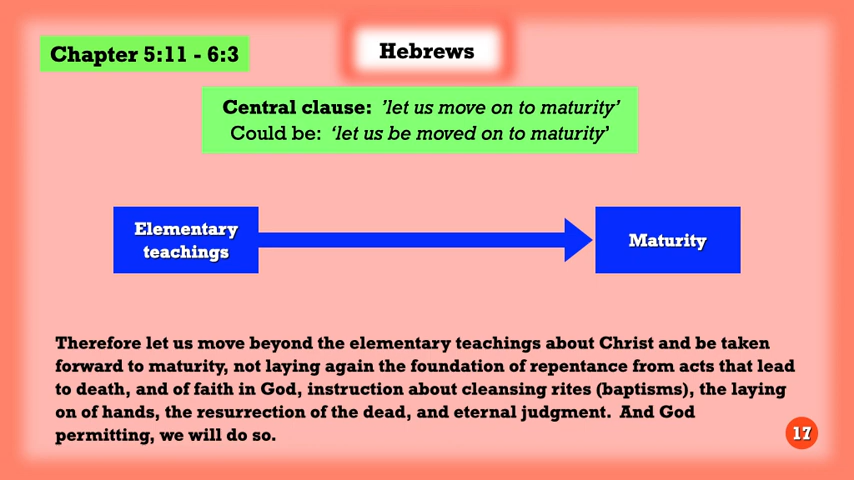 Chapter 5:11 - 6:3
Hebrews
Central clause: ’let us move on to maturity’
Could be: ‘let us be moved on to maturity’
Elementary
teachings
Maturity
Therefore let us move beyond the elementary teachings about Christ and be taken
forward to maturity, not laying again the foundation of repentance from acts that lead
to death, and of faith in God, instruction about cleansing rites (baptisms), the laying
on of hands, the resurrection of the dead, and eternal judgment. And God
permitting, we will do so.
17